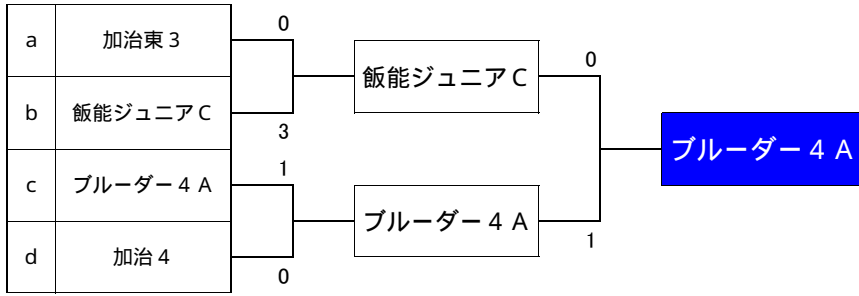 a 加治東３
0
b 飯能ジュニアＣ
3
c ブルーダー４Ａ
1
d 加治４
0
飯能ジュニアＣ
0
ブルーダー４Ａ
1
ブルーダー４Ａ